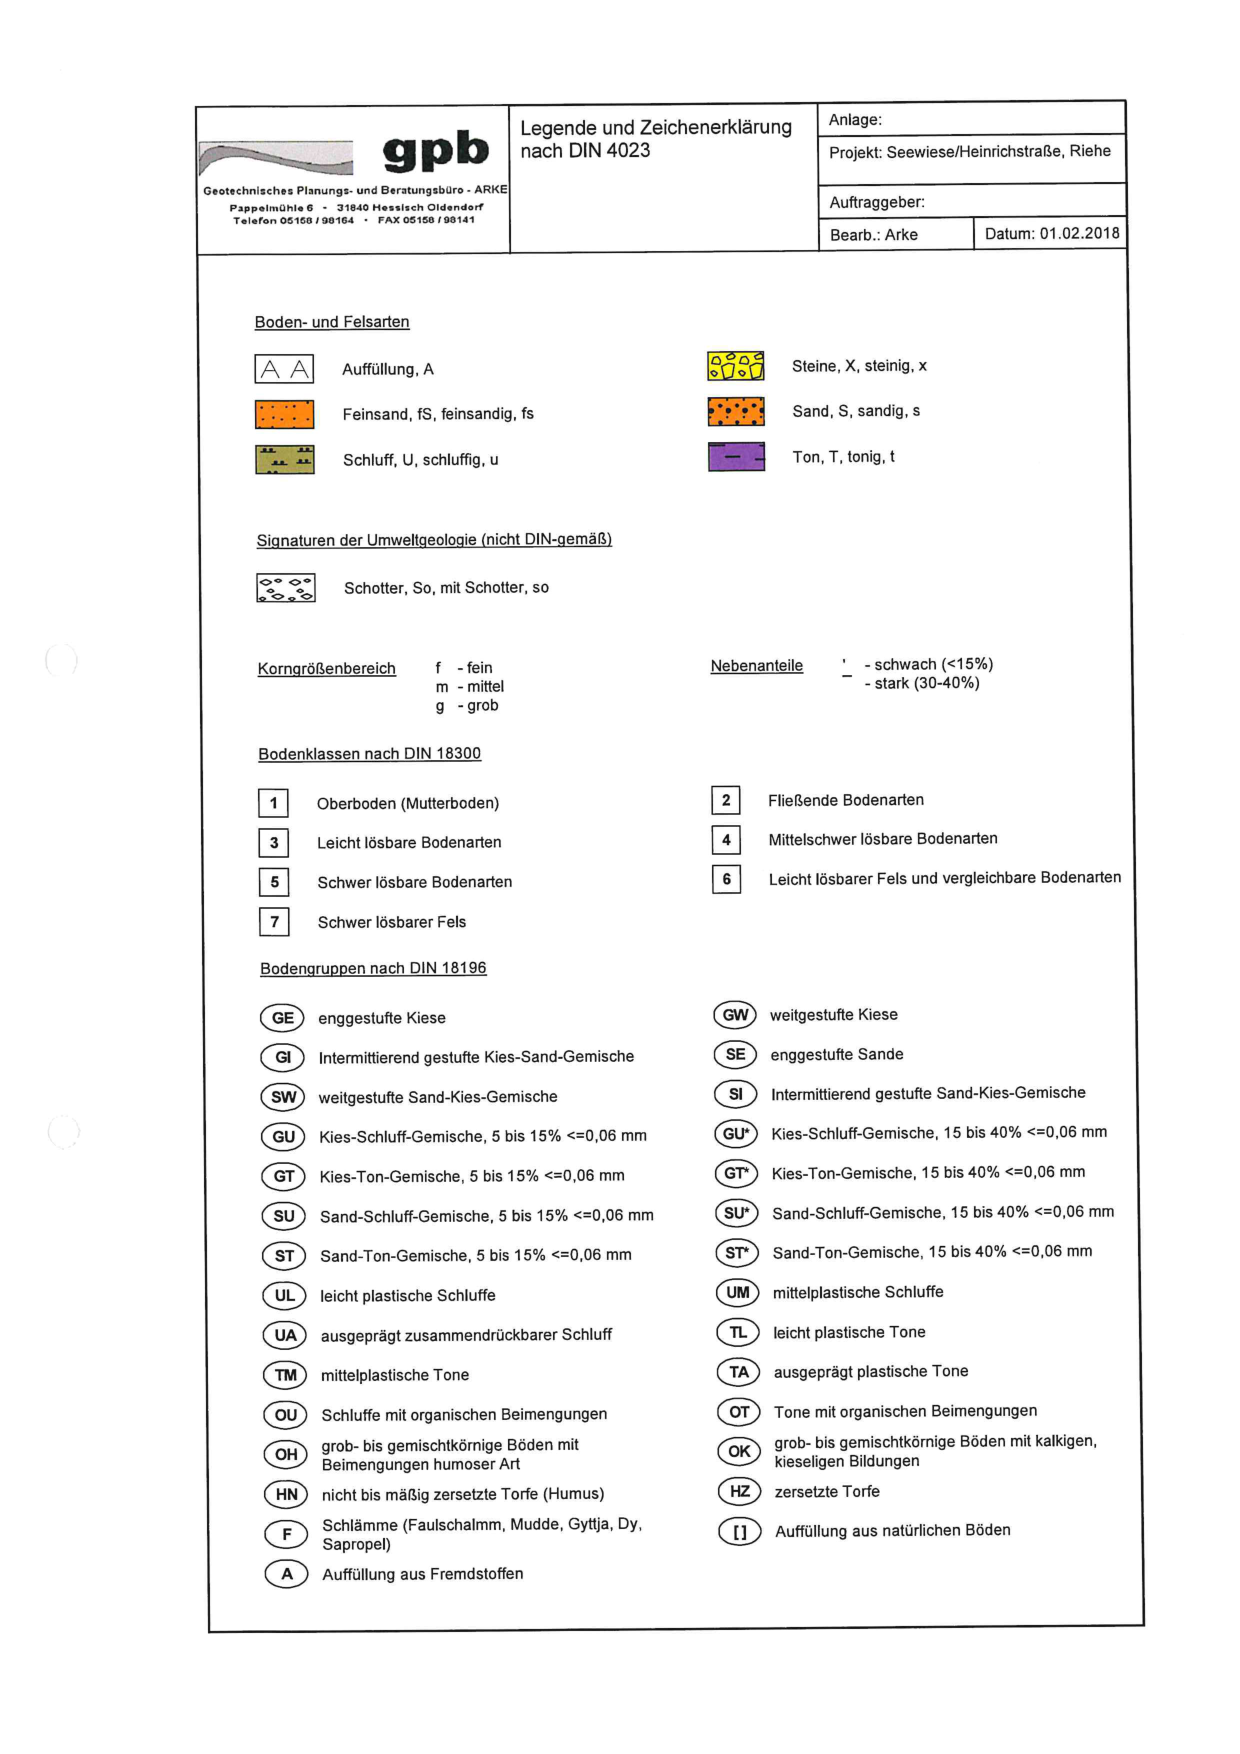 gpb
Geotechnisches Planungs- und Beratungsbüro - ARKE
Pappelmühle 6 - 31840 Hessisch Oldendorf
Telefon 05158 / 98164 · FAX 05158 / 98141
Legende und Zeichenerklärung
nach DIN 4023
Anlage:
Projekt: Seewiese/Heinrichstraße, Riehe
Auftraggeber:
Bearb.: Arke
Datum: 01.02.2018
Boden- und Felsarten
A A Auffüllung, A
Steine, X, steinig, x
Feinsand, fS, feinsandig, fs
Sand, S, sandig, s
Schluff, U, schluffig, u
Ton, T, tonig, t
Signaturen der Umweltgeologie (nicht DIN-gemäß)
Schotter, So, mit Schotter, so
Korngrößenbereich f - fein
m - mittel
g - grob
Nebenanteile ' - schwach (<15%)
_ - stark (30-40%)
Bodenklassen nach DIN 18300
1 Oberboden (Mutterboden)
2 Fließende Bodenarten
3 Leicht lösbare Bodenarten
4 Mittelschwer lösbare Bodenarten
5 Schwer lösbare Bodenarten
6 Leicht lösbarer Fels und vergleichbare Bodenarten
7 Schwer lösbarer Fels
Bodengruppen nach DIN 18196
GE enggestufte Kiese
GW weitgestufte Kiese
GI Intermittierend gestufte Kies-Sand-Gemische
SE enggestufte Sande
SW weitgestufte Sand-Kies-Gemische
SI Intermittierend gestufte Sand-Kies-Gemische
GU Kies-Schluff-Gemische, 5 bis 15% <=0,06 mm
GU* Kies-Schluff-Gemische, 15 bis 40% <=0,06 mm
GT Kies-Ton-Gemische, 5 bis 15% <=0,06 mm
GT* Kies-Ton-Gemische, 15 bis 40% <=0,06 mm
SU Sand-Schluff-Gemische, 5 bis 15% <=0,06 mm
SU* Sand-Schluff-Gemische, 15 bis 40% <=0,06 mm
ST Sand-Ton-Gemische, 5 bis 15% <=0,06 mm
ST* Sand-Ton-Gemische, 15 bis 40% <=0,06 mm
UL leicht plastische Schluffe
UM mittelplastische Schluffe
UA ausgeprägt zusammendrückbarer Schluff
TL leicht plastische Tone
TM mittelplastische Tone
TA ausgeprägt plastische Tone
OU Schluffe mit organischen Beimengungen
OT Tone mit organischen Beimengungen
OH grob- bis gemischtkörnige Böden mit
Beimengungen humoser Art
OK grob- bis gemischtkörnige Böden mit kalkigen,
kieseligen Bildungen
HN nicht bis mäßig zersetzte Torfe (Humus)
HZ zersetzte Torfe
F Schlämme (Faulschalmm, Mudde, Gyttja, Dy,
Sapropel)
[ ] Auffüllung aus natürlichen Böden
A Auffüllung aus Fremdstoffen